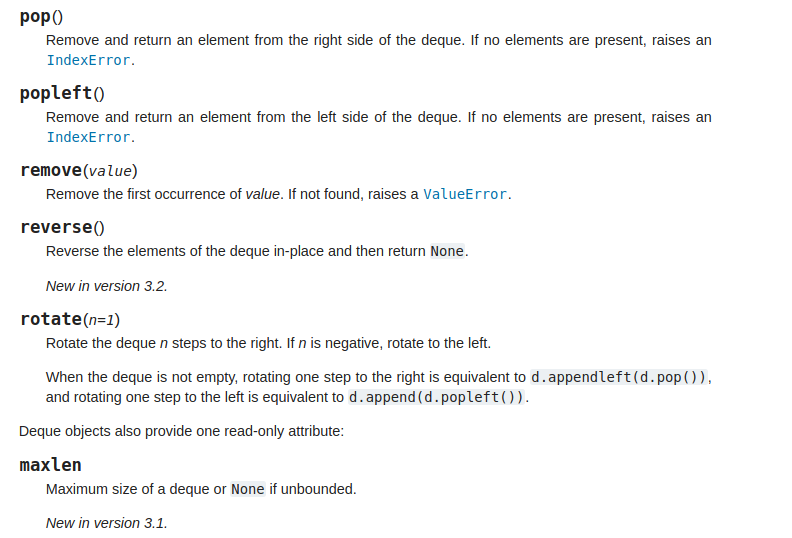 pop()
Remove and return an element from the right side of the deque. If no elements are present, raises an
IndexError.
popleft()
Remove and return an element from the left side of the deque. If no elements are present, raises an
IndexError.
remove(value)
Remove the first occurrence of value. If not found, raises a ValueError.
reverse()
Reverse the elements of the deque in-place and then return None.
New in version 3.2.
rotate(n=1)
Rotate the deque n steps to the right. If n is negative, rotate to the left.
When the deque is not empty, rotating one step to the right is equivalent to d.appendleft(d.pop()),
and rotating one step to the left is equivalent to d.append(d.popleft()).
Deque objects also provide one read-only attribute:
maxlen
Maximum size of a deque or None if unbounded.
New in version 3.1.